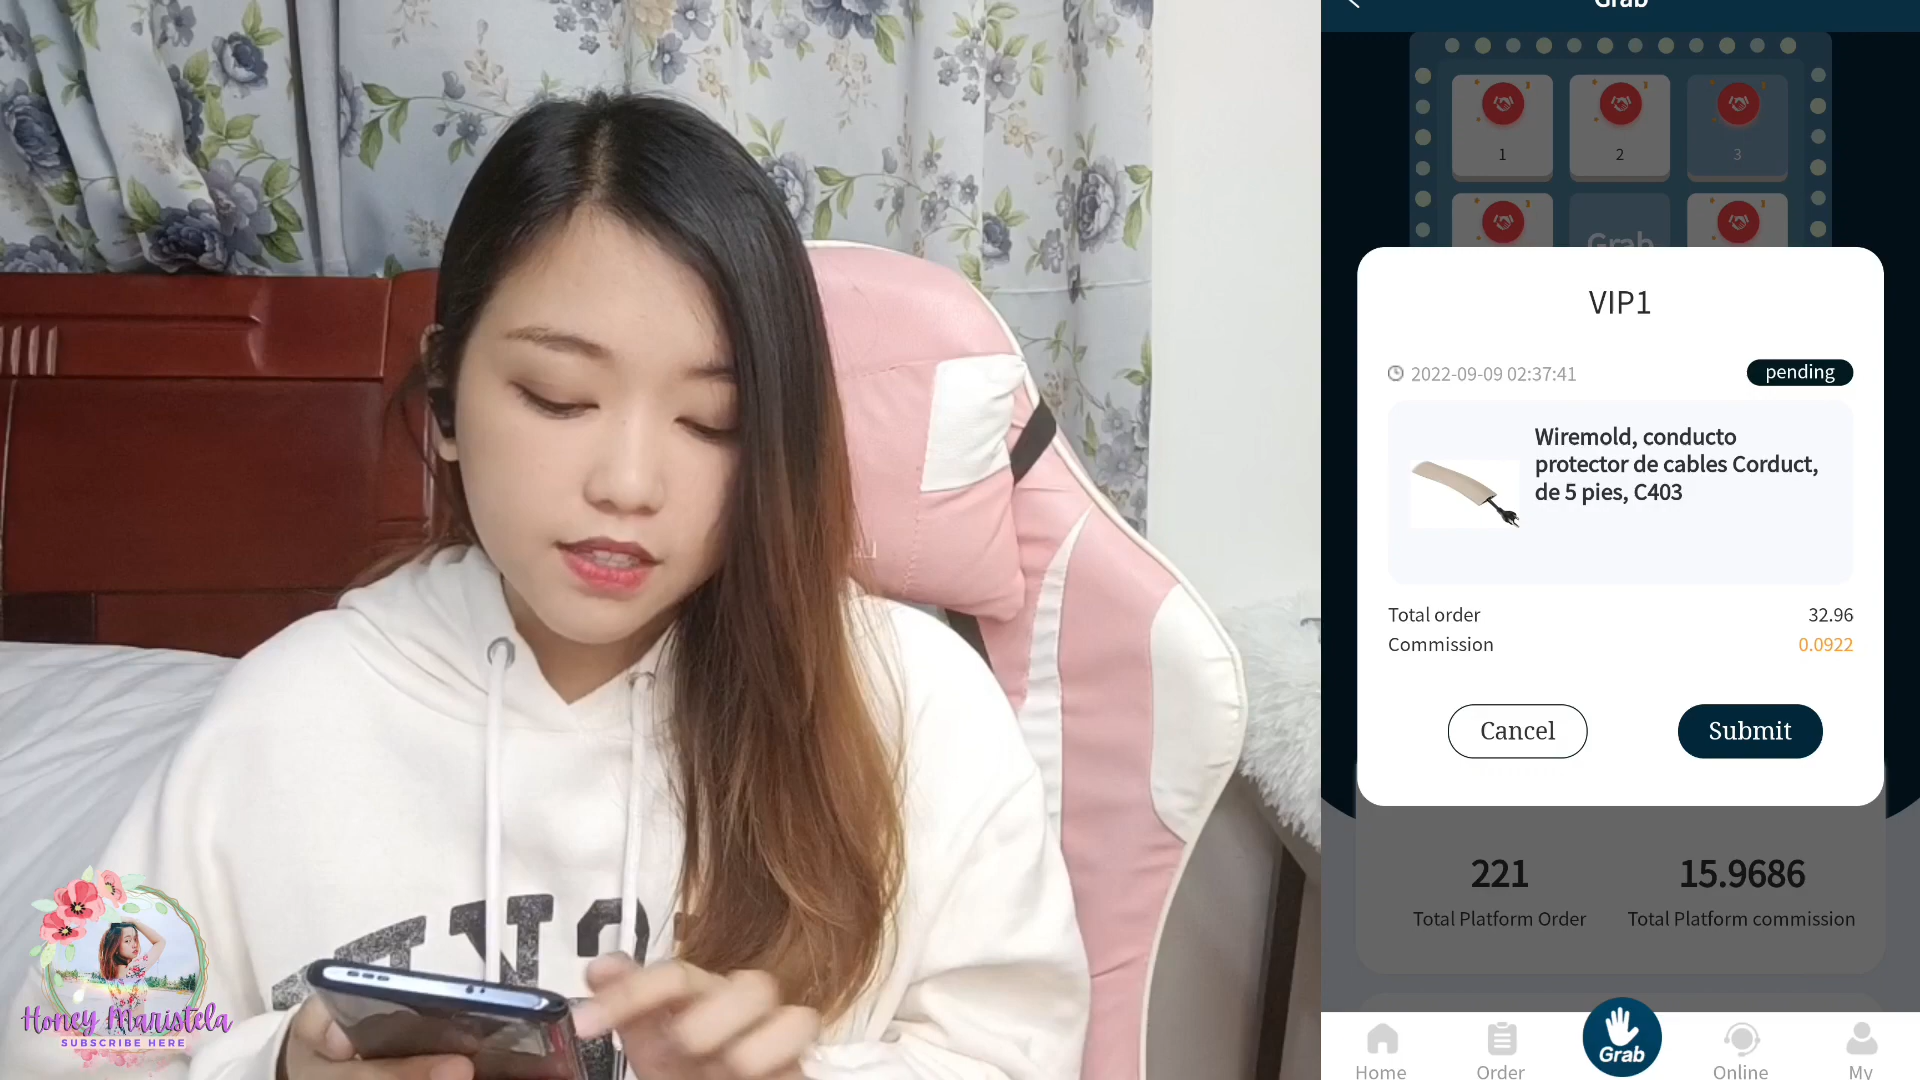 Grab
1
2
3
Grab
VIP1
2022-09-09 02:37:41
pending
Wiremold, conducto
protector de cables Corduct,
de 5 pies, C403
Total order
32.96
Commission
0.0922
Cancel
Submit
221
15.9686
Total Platform Order
Total Platform commission
Home
Order
Grab
Online
My
Honey Maristela
SUBSCRIBE HERE